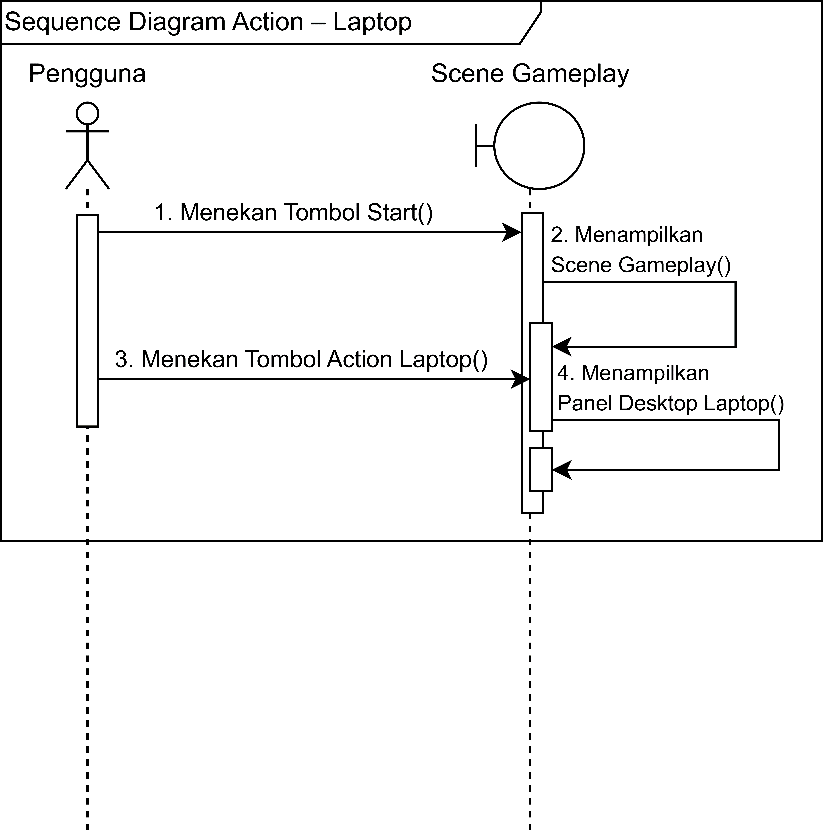 Sequence Diagram Action – Laptop
Pengguna
Scene Gameplay
1. Menekan Tombol Start()
2. Menampilkan
Scene Gameplay()
3. Menekan Tombol Action Laptop()
4. Menampilkan
Panel Desktop Laptop()